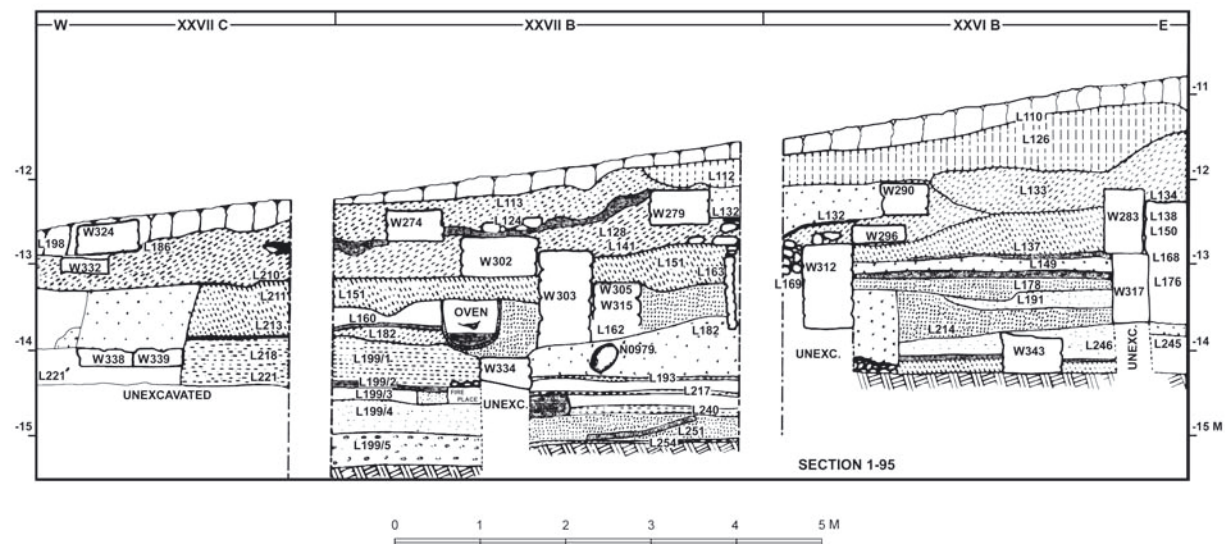 W XXVII C XXVII B XXVI B E
-11
L110
L126
-12
-12
L112
L133
L134
W290
L113
W324
W274
L124
W279
L132
L132
W283
L138
L198
L186
L128
W296
L150
L141
L137
-13
W332
W302
L151
L163
W312
L149
L168
-13
L210
L169
L178
L176
L211
L151
W303
W305
W317
L191
L160
OVEN
W315
L213
L182
L162
L182
L214
-14
W338
W339
L218
L199/1
W334
N0979
UNEXC.
W343
L246
UNEXC.
L245
-14
L221'
L221
L199/2
L193
UNEXCAVATED
L199/3
FIRE
PLACE
UNEXC.
L217
L199/4
L240
-15
L251
-15 M
L199/5
L254
SECTION 1-95
0 1 2 3 4 5 M